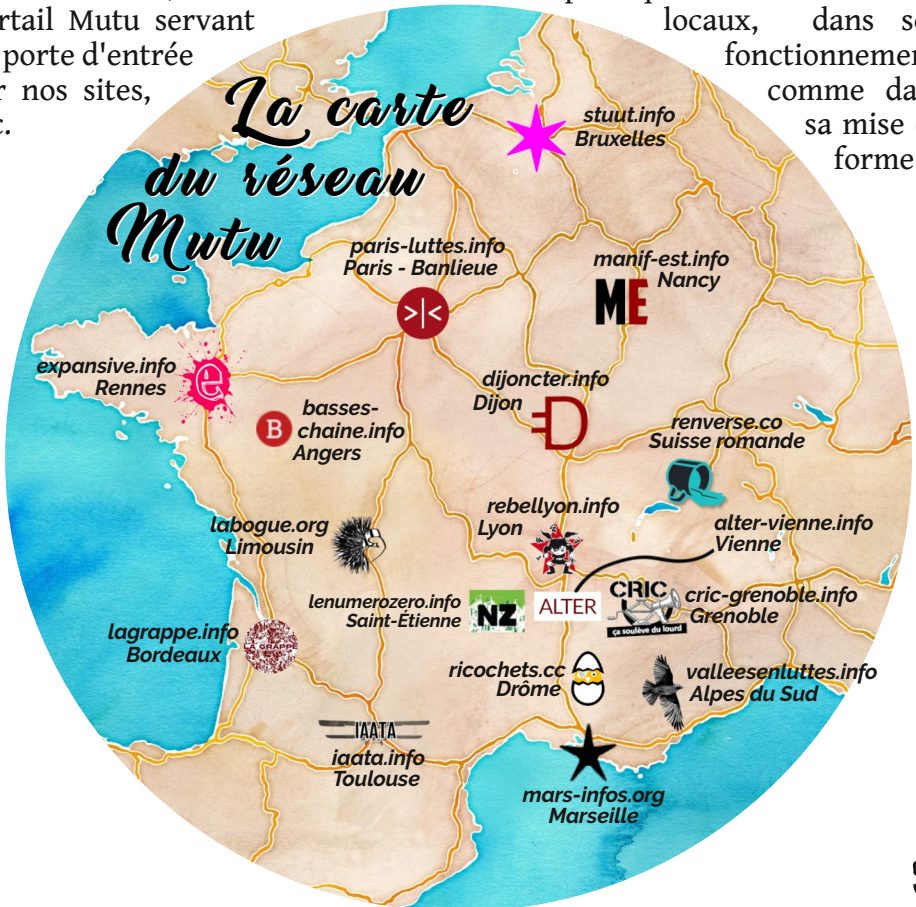 rtail Mutu servant
porte d'entrée
r nos sites,
c.
locaux, dans
fonctionnemen
comme da
sa mise
forme
La carte
du réseau
Mutu
stuut.info
Bruxelles
paris-luttes.info
Paris - Banlieue
>|<
manif-est.info
Nancy
ME
expansive.info
Rennes
e
basses-
chaine.info
Angers
B
dijoncter.info
Dijon
D
renverse.co
Suisse romande
rebellyon.info
Lyon
labogue.org
Limousin
alter-vienne.info
Vienne
lenumerozero.info
Saint-Étienne
NZ
ALTER
CRIC
ça soulève du lourd
cric-grenoble.info
Grenoble
lagrappe.info
Bordeaux
LA GRAPPE
ricochets.cc
Drôme
valleesenluttes.info
Alpes du Sud
IAATA
iaata.info
Toulouse
mars-infos.org
Marseille